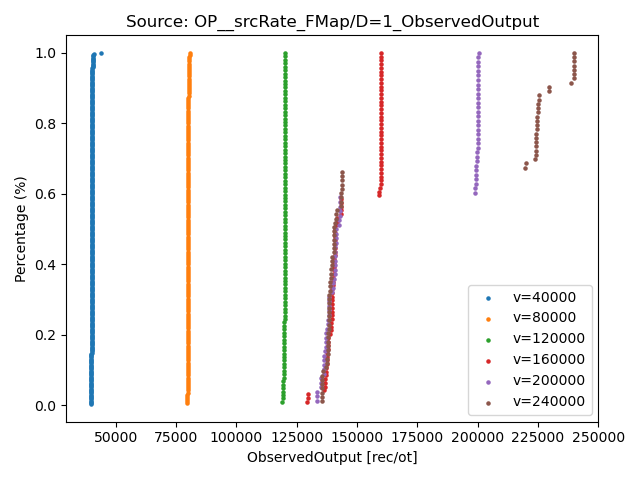 Source: OP__srcRate_FMap/D=1_ObservedOutput
Percentage (%)
1.0
0.8
0.6
0.4
0.2
0.0
v=40000
v=80000
v=120000
v=160000
v=200000
v=240000
50000 75000 100000 125000 150000 175000 200000 225000 250000
ObservedOutput [rec/ot]